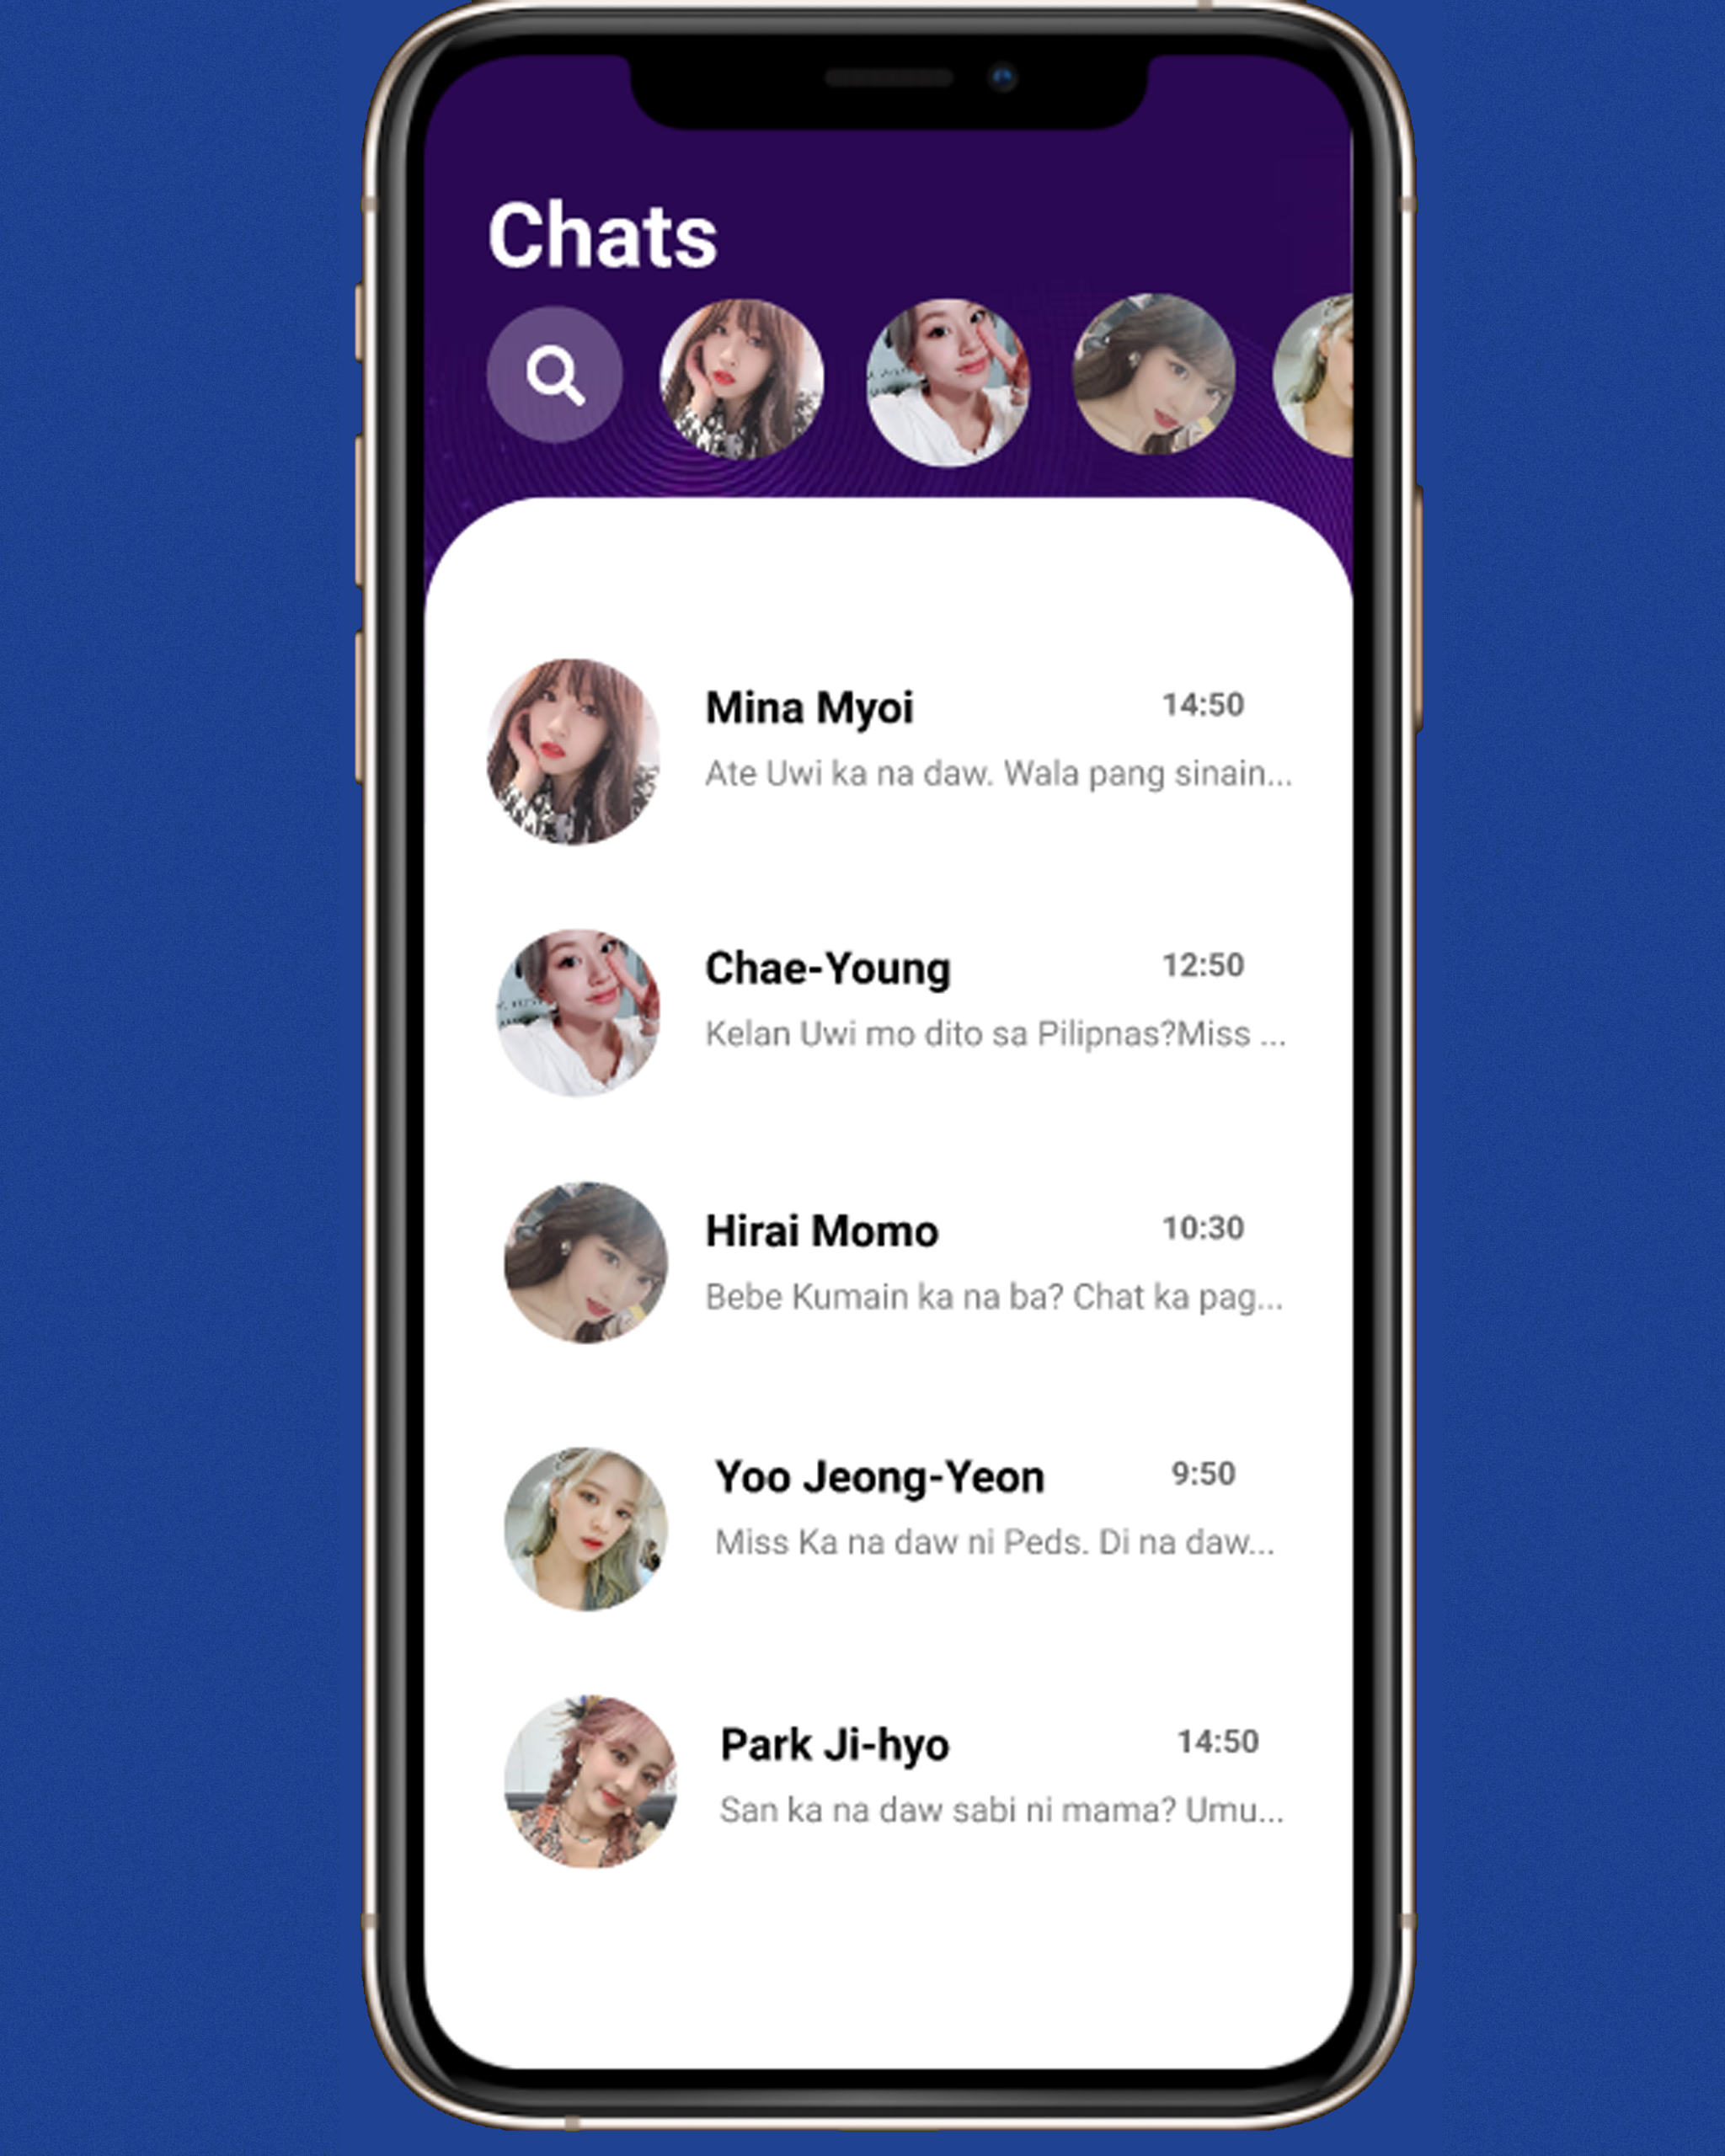 Chats
Mina Myoi
14:50
Ate Uwi ka na daw. Wala pang sinain...
Chae-Young
12:50
Kelan Uwi mo dito sa Pilipnas?Miss ...
Hirai Momo
10:30
Bebe Kumain ka na ba? Chat ka pag...
Yoo Jeong-Yeon
9:50
Miss Ka na daw ni Peds. Di na daw...
Park Ji-hyo
14:50
San ka na daw sabi ni mama? Umu...